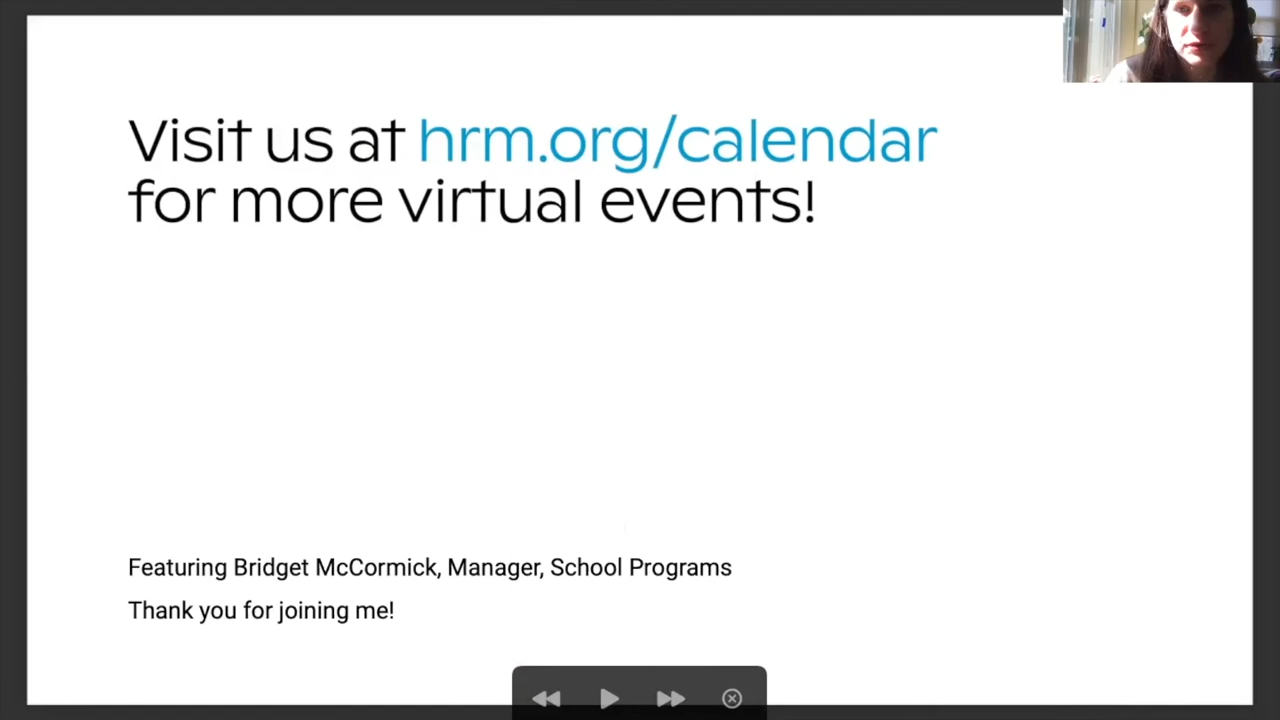 Visit us at hrm.org/calendar
for more virtual events!
Featuring Bridget McCormick, Manager, School Programs
Thank you for joining me!